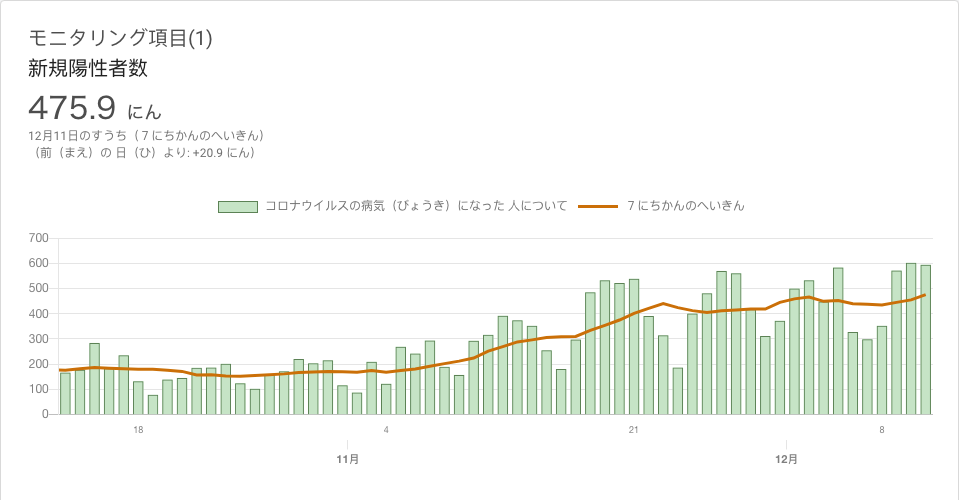 モニタリング項目(1)
新規陽性者数
475.9 にん
12月11日のすうち（７にちかんのへいきん）
（前（まえ）の 日（ひ）より: +20.9 にん）
コロナウイルスの病気（びょうき）になった 人について ７にちかんのへいきん
700
600
500
400
300
200
100
0
18 4 21 8
11月 12月